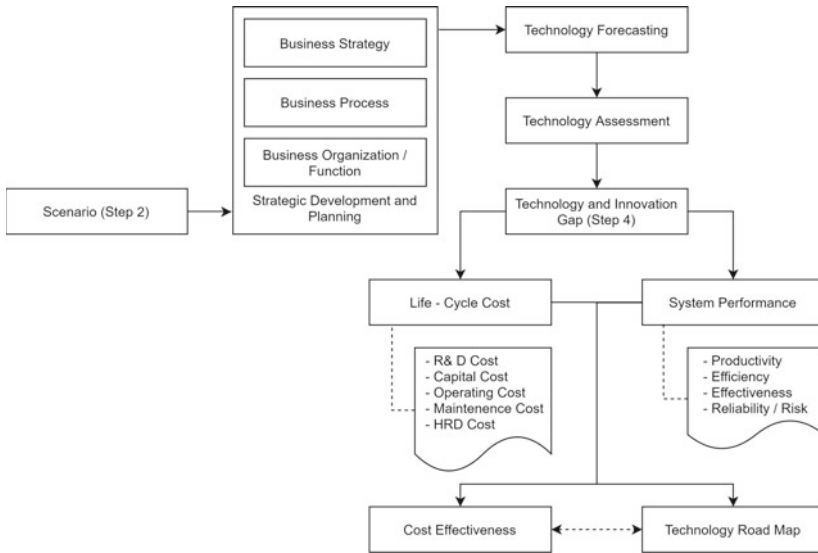 Business Strategy
Technology Forecasting
Business Process
Technology Assessment
Business Organization /
Function
Strategic Development and
Planning
Scenario (Step 2)
Technology and Innovation
Gap (Step 4)
Life - Cycle Cost
System Performance
- R& D Cost
- Capital Cost
- Operating Cost
- Maintenence Cost
- HRD Cost
- Productivity
- Efficiency
- Effectiveness
- Reliability / Risk
Cost Effectiveness
Technology Road Map